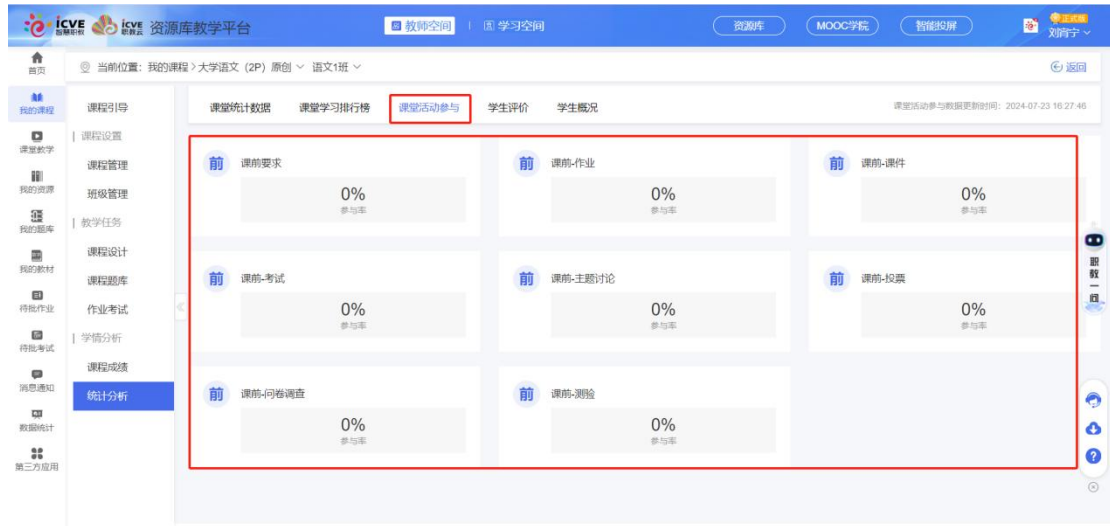 icve 智慧职教 icve 职教云 资源库教学平台
教师空间 学习空间
资源库 MOOC学院 智能投屏
正式版
刘肖宁
首页
当前位置：我的课程 > 大学语文（2P）原创 语文1班
返回
我的课程
课堂教学
我的资源
我的题库
我的教材
待批作业
待批考试
消息通知
数据统计
第三方应用
课程引导
课程设置
课程管理
班级管理
教学任务
课程设计
课程题库
作业考试
学情分析
课程成绩
统计分析
课堂统计数据 课堂学习排行榜 课堂活动参与 学生评价 学生概况
课堂活动参与数据更新时间：2024-07-23 16:27:46
前 课前要求
0%
参与率
前 课前-作业
0%
参与率
前 课前-课件
0%
参与率
前 课前-考试
0%
参与率
前 课前-主题讨论
0%
参与率
前 课前-投票
0%
参与率
前 课前-问卷调查
0%
参与率
前 课前-测验
0%
参与率
职教一问